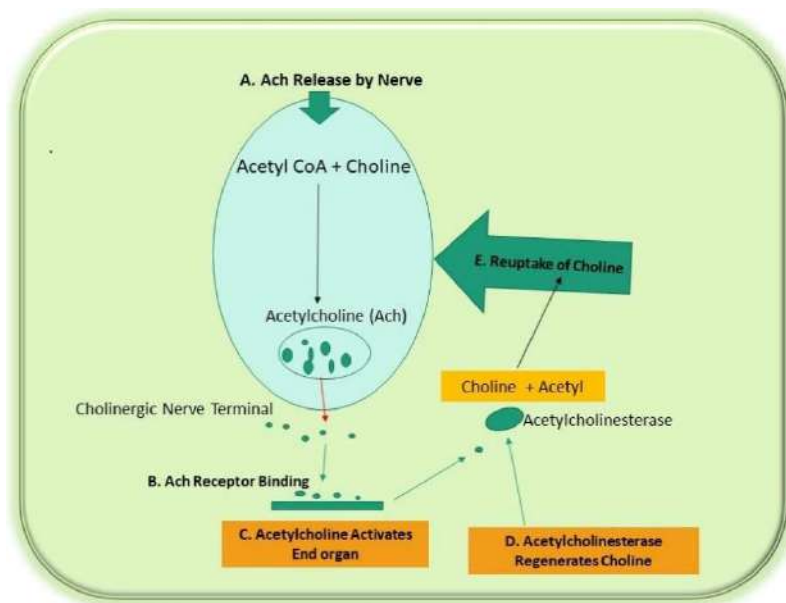 A. Ach Release by Nerve
Acetyl CoA + Choline
E. Reuptake of Choline
Acetylcholine (Ach)
Choline + Acetyl
Cholinergic Nerve Terminal
Acetylcholinesterase
B. Ach Receptor Binding
C. Acetylcholine Activates
End organ
D. Acetylcholinesterase
Regenerates Choline